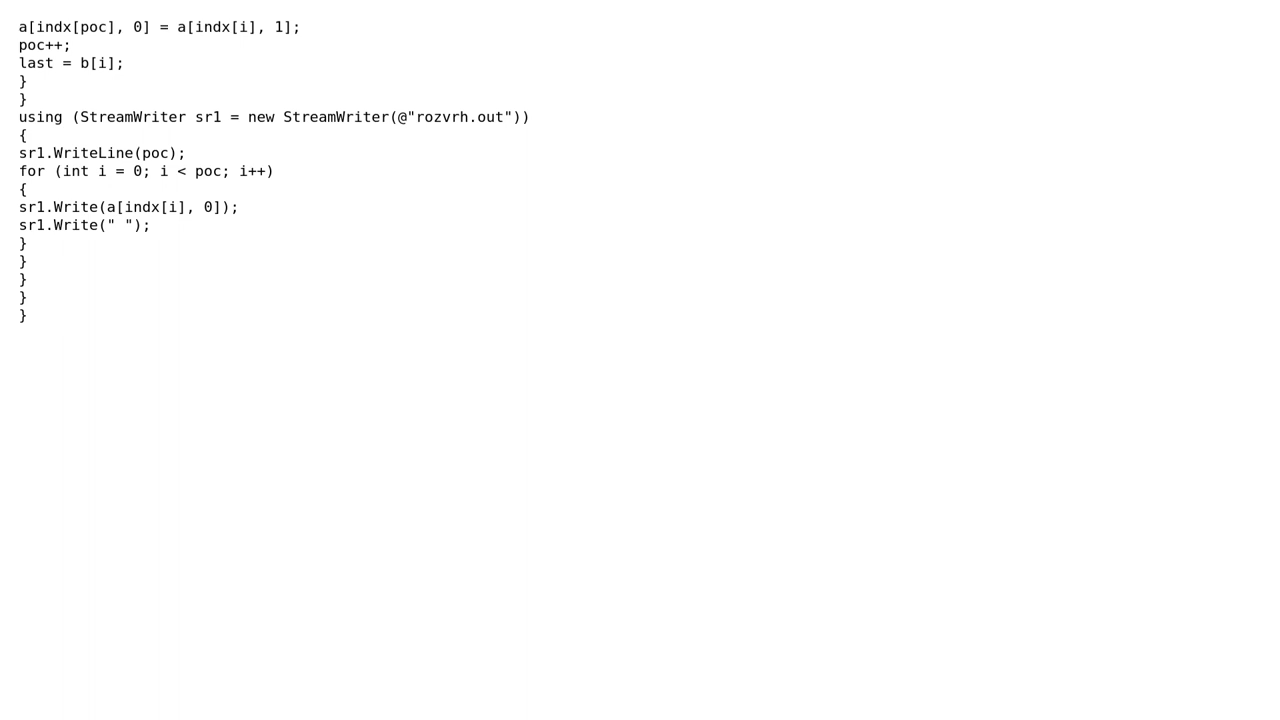 a[indx[poc], 0] = a[indx[i], 1];
poc++;
last = b[i];
}
}
using (StreamWriter sr1 = new StreamWriter(@"rozvrh.out"))
{
sr1.WriteLine(poc);
for (int i = 0; i < poc; i++)
{
sr1.Write(a[indx[i], 0]);
sr1.Write(" ");
}
}
}
}
}